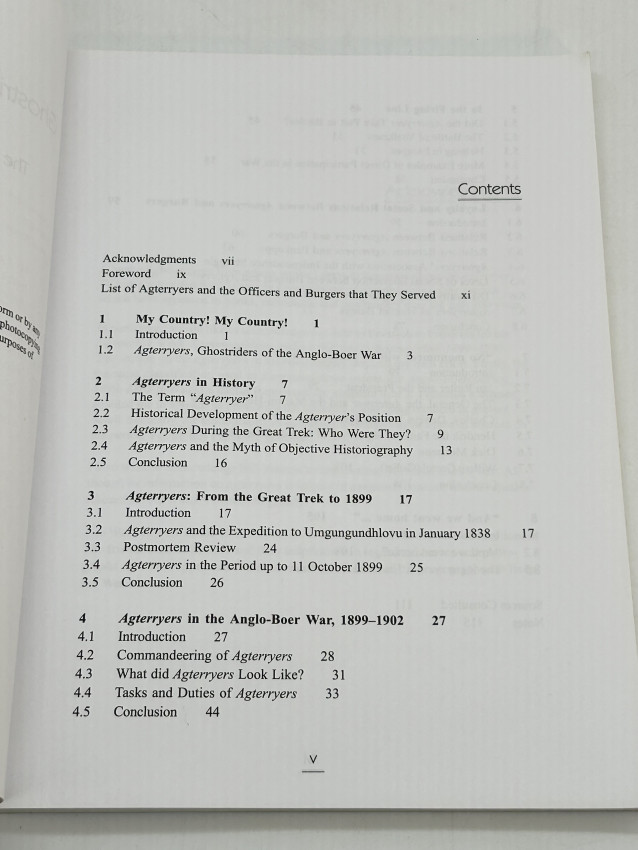 orm or by any
photocopying
urposes of
Contents
Acknowledgments vii
Foreword ix
List of Agterryers and the Officers and Burgers that They Served xi
1 My Country! My Country! 1
1.1 Introduction 1
1.2 Agterryers, Ghostriders of the Anglo-Boer War 3
2 Agterryers in History 7
2.1 The Term “Agterryer” 7
2.2 Historical Development of the Agterryer’s Position 7
2.3 Agterryers During the Great Trek: Who Were They? 9
2.4 Agterryers and the Myth of Objective Historiography 13
2.5 Conclusion 16
3 Agterryers: From the Great Trek to 1899 17
3.1 Introduction 17
3.2 Agterryers and the Expedition to Umgungundhlovu in January 1838 17
3.3 Postmortem Review 24
3.4 Agterryers in the Period up to 11 October 1899 25
3.5 Conclusion 26
4 Agterryers in the Anglo-Boer War, 1899–1902 27
4.1 Introduction 27
4.2 Commandeering of Agterryers 28
4.3 What did Agterryers Look Like? 31
4.4 Tasks and Duties of Agterryers 33
4.5 Conclusion 44
V